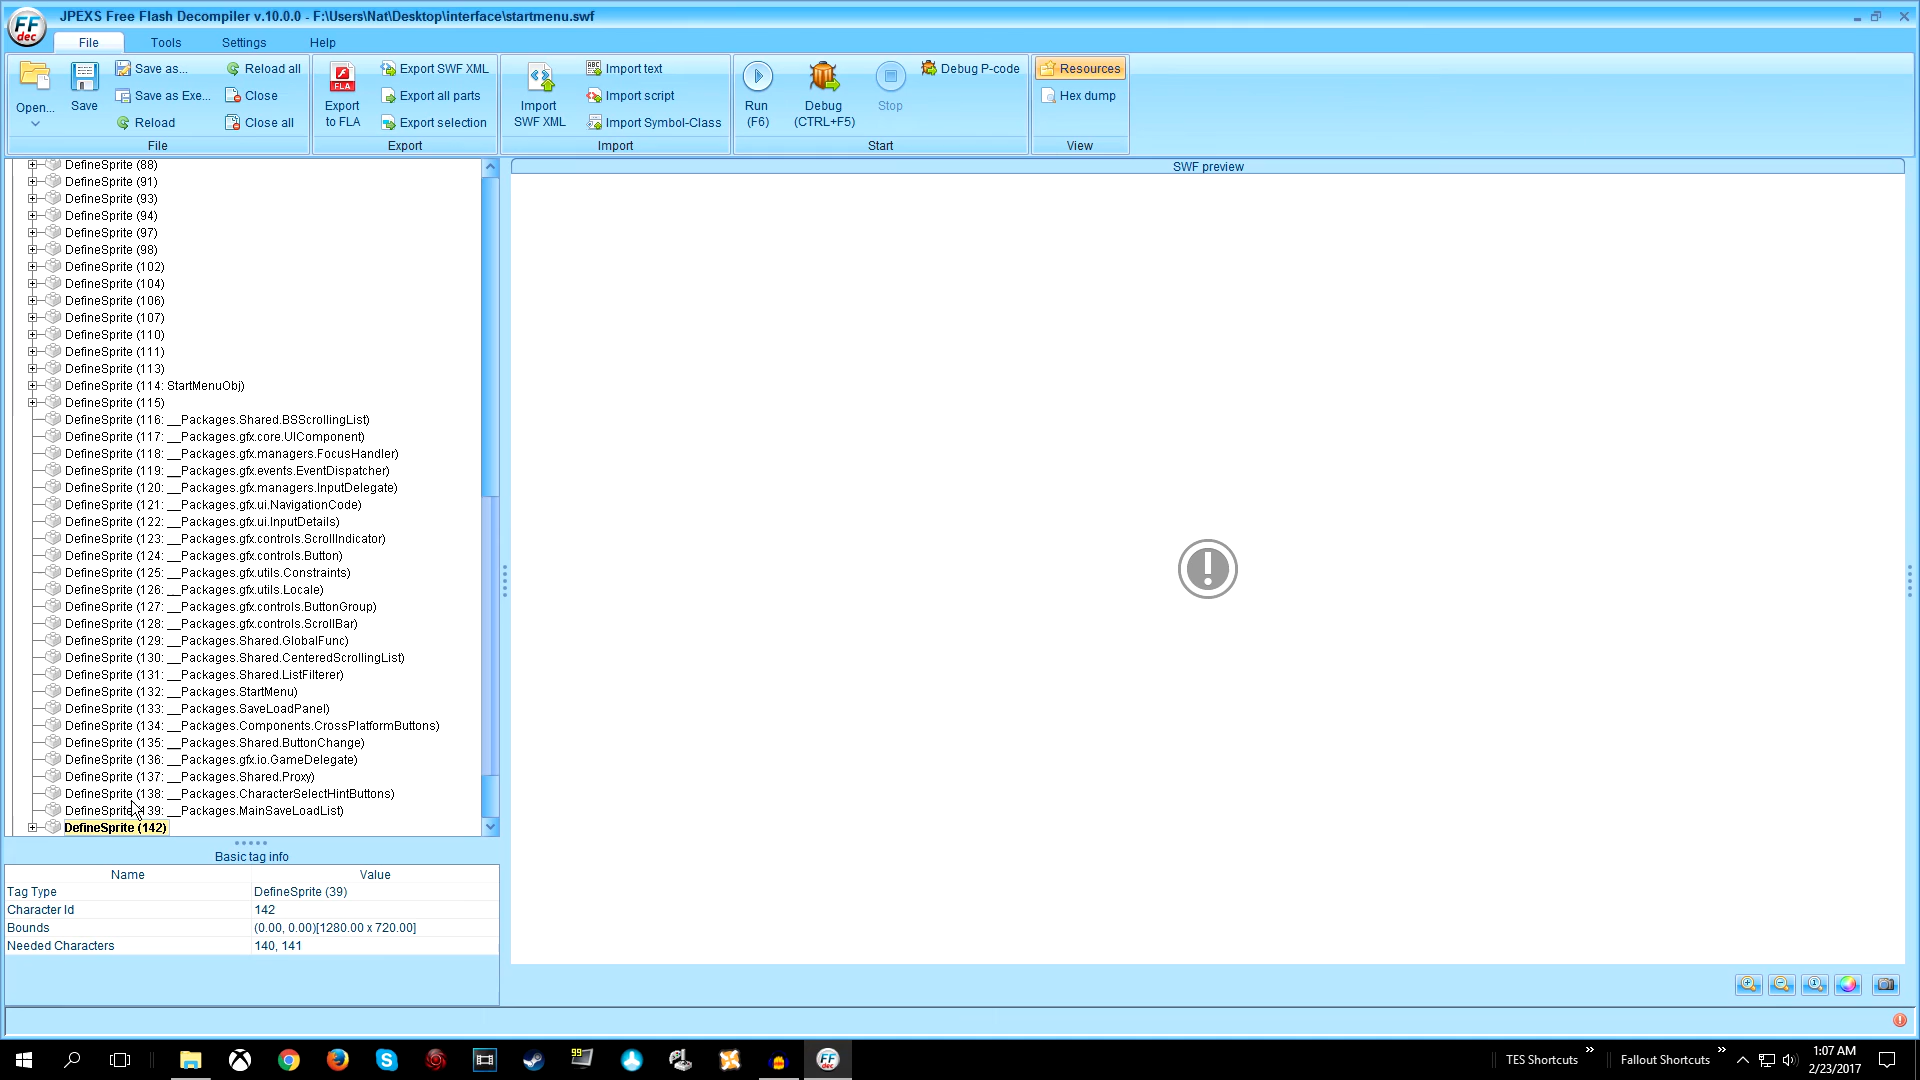 JPEXS Free Flash Decompiler v.10.0.0 - F:\Users\Nat\Desktop\interface\startmenu.swf
FF dec
File
Tools
Settings
Help
Open...
Save
Save as...
Save as Exe...
Reload
Reload all
Close
Close all
File
Export to FLA
Export SWF XML
Export all parts
Export selection
Export
Import SWF XML
Import text
Import script
Import Symbol-Class
Import
Run (F6)
Debug (CTRL+F5)
Stop
Debug P-code
Start
Resources
Hex dump
View
DefineSprite (88)
DefineSprite (91)
DefineSprite (93)
DefineSprite (94)
DefineSprite (97)
DefineSprite (98)
DefineSprite (102)
DefineSprite (104)
DefineSprite (106)
DefineSprite (107)
DefineSprite (110)
DefineSprite (111)
DefineSprite (113)
DefineSprite (114: StartMenuObj)
DefineSprite (115)
DefineSprite (116: __Packages.Shared.BSScrollingList)
DefineSprite (117: __Packages.gfx.core.UIComponent)
DefineSprite (118: __Packages.gfx.managers.FocusHandler)
DefineSprite (119: __Packages.gfx.events.EventDispatcher)
DefineSprite (120: __Packages.gfx.managers.InputDelegate)
DefineSprite (121: __Packages.gfx.ui.NavigationCode)
DefineSprite (122: __Packages.gfx.ui.InputDetails)
DefineSprite (123: __Packages.gfx.controls.ScrollIndicator)
DefineSprite (124: __Packages.gfx.controls.Button)
DefineSprite (125: __Packages.gfx.utils.Constraints)
DefineSprite (126: __Packages.gfx.utils.Locale)
DefineSprite (127: __Packages.gfx.controls.ButtonGroup)
DefineSprite (128: __Packages.gfx.controls.ScrollBar)
DefineSprite (129: __Packages.Shared.GlobalFunc)
DefineSprite (130: __Packages.Shared.CenteredScrollingList)
DefineSprite (131: __Packages.Shared.ListFilterer)
DefineSprite (132: __Packages.StartMenu)
DefineSprite (133: __Packages.SaveLoadPanel)
DefineSprite (134: __Packages.Components.CrossPlatformButtons)
DefineSprite (135: __Packages.Shared.ButtonChange)
DefineSprite (136: __Packages.gfx.io.GameDelegate)
DefineSprite (137: __Packages.Shared.Proxy)
DefineSprite (138: __Packages.CharacterSelectHintButtons)
DefineSprite (139: __Packages.MainSaveLoadList)
DefineSprite (142)
SWF preview
Basic tag info
Name Value
Tag Type DefineSprite (39)
Character Id 142
Bounds (0.00, 0.00)[1280.00 x 720.00]
Needed Characters 140, 141
99
FF dec
TES Shortcuts
Fallout Shortcuts
1:07 AM
2/23/2017